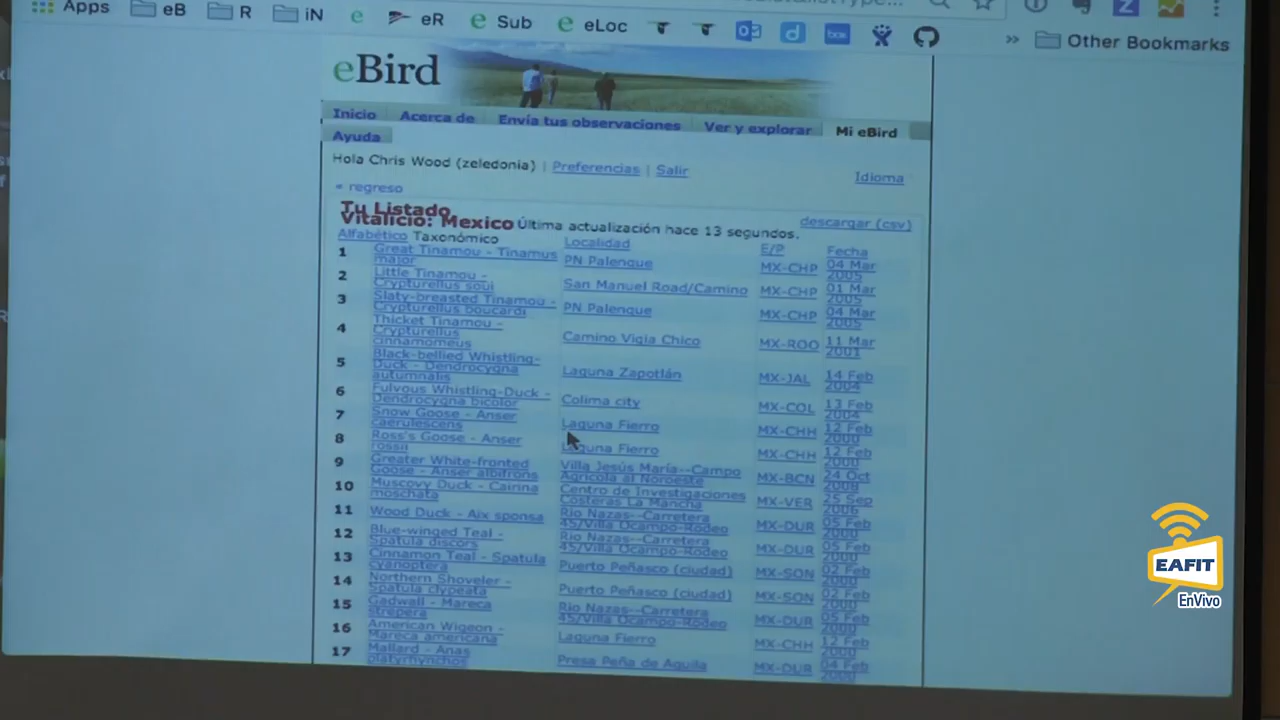 Apps eB R iN eR Sub eLoc
» Other Bookmarks
eBird
Inicio Acerca de Envía tus observaciones Ver y explorar Mi eBird
Ayuda
Hola Chris Wood (zeledonia) | Preferencias | Salir
Idioma
« regreso
Tu Listado
Vitalicio: Mexico Última actualización hace 13 segundos.
descargar (csv)
Alfabético Taxonómico Localidad E/P Fecha
1 Great Tinamou - Tinamus major PN Palenque MX-CHP 04 Mar 2005
2 Little Tinamou - Crypturellus soui San Manuel Road/Camino MX-CHP 01 Mar 2005
3 Slaty-breasted Tinamou - Crypturellus boucardi PN Palenque MX-CHP 04 Mar 2005
4 Thicket Tinamou - Crypturellus cinnamomeus Camino Vigia Chico MX-ROO 11 Mar 2001
5 Black-bellied Whistling-Duck - Dendrocygna autumnalis Laguna Zapotlán MX-JAL 14 Feb 2004
6 Fulvous Whistling-Duck - Dendrocygna bicolor Colima city MX-COL 13 Feb 2004
7 Snow Goose - Anser caerulescens Laguna Fierro MX-CHH 12 Feb 2000
8 Ross's Goose - Anser rossii Laguna Fierro MX-CHH 12 Feb 2000
9 Greater White-fronted Goose - Anser albifrons Villa Jesús María--Campo Agricola al Noroeste MX-BCN 24 Oct 2008
10 Muscovy Duck - Cairina moschata Centro de Investigaciones Costeras La Mancha MX-VER 25 Sep 2006
11 Wood Duck - Aix sponsa Rio Nazas--Carretera 45/Villa Ocampo-Rodeo MX-DUR 05 Feb 2000
12 Blue-winged Teal - Spatula discors Rio Nazas--Carretera 45/Villa Ocampo-Rodeo MX-DUR 05 Feb 2000
13 Cinnamon Teal - Spatula cyanoptera Puerto Peñasco (ciudad) MX-SON 02 Feb 2000
14 Northern Shoveler - Spatula clypeata Puerto Peñasco (ciudad) MX-SON 02 Feb 2000
15 Gadwall - Mareca strepera Rio Nazas--Carretera 45/Villa Ocampo-Rodeo MX-DUR 05 Feb 2000
16 American Wigeon - Mareca americana Laguna Fierro MX-CHH 12 Feb 2000
17 Mallard - Anas platyrhynchos Presa Peña de Aguila MX-DUR 04 Feb 2000
EAFIT
EnVivo